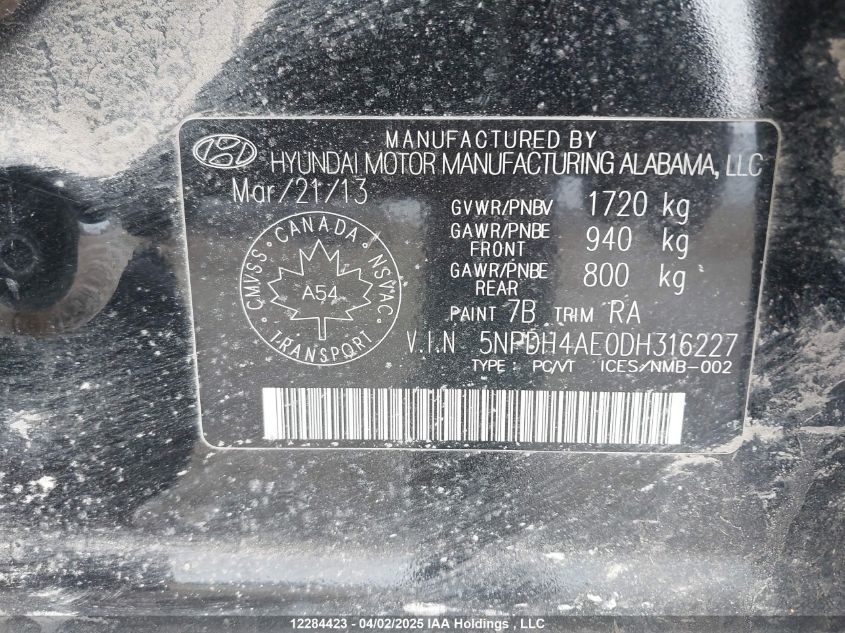 MANUFACTURED BY
HYUNDAI MOTOR MANUFACTURING ALABAMA, LLC
Mar/21/13
GVWR/PNBV 1720 kg
GAWR/PNBE FRONT 940 kg
GAWR/PNBE REAR 800 kg
CANADA
CMVSS
NSVAC
A54
TRANSPORT
PAINT 7B TRIM RA
V.I.N 5NPDH4AE0DH316227
TYPE: PC/VT ICES/NMB-002
12284423 - 04/02/2025 IAA Holdings , LLC